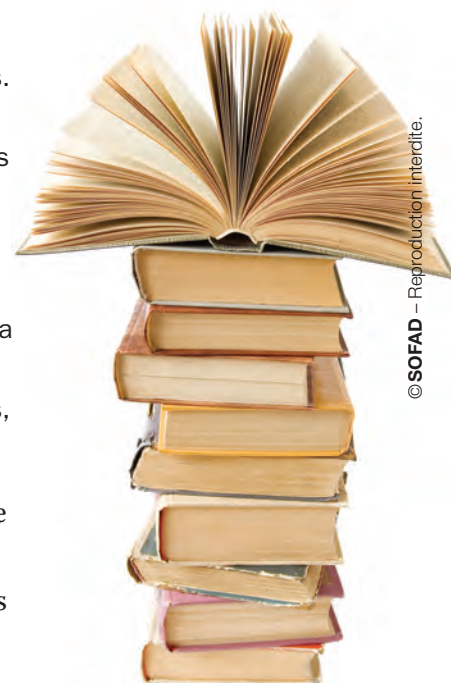 s.
s
a
s,
e
s
©SOFAD – Reproduction interdite.